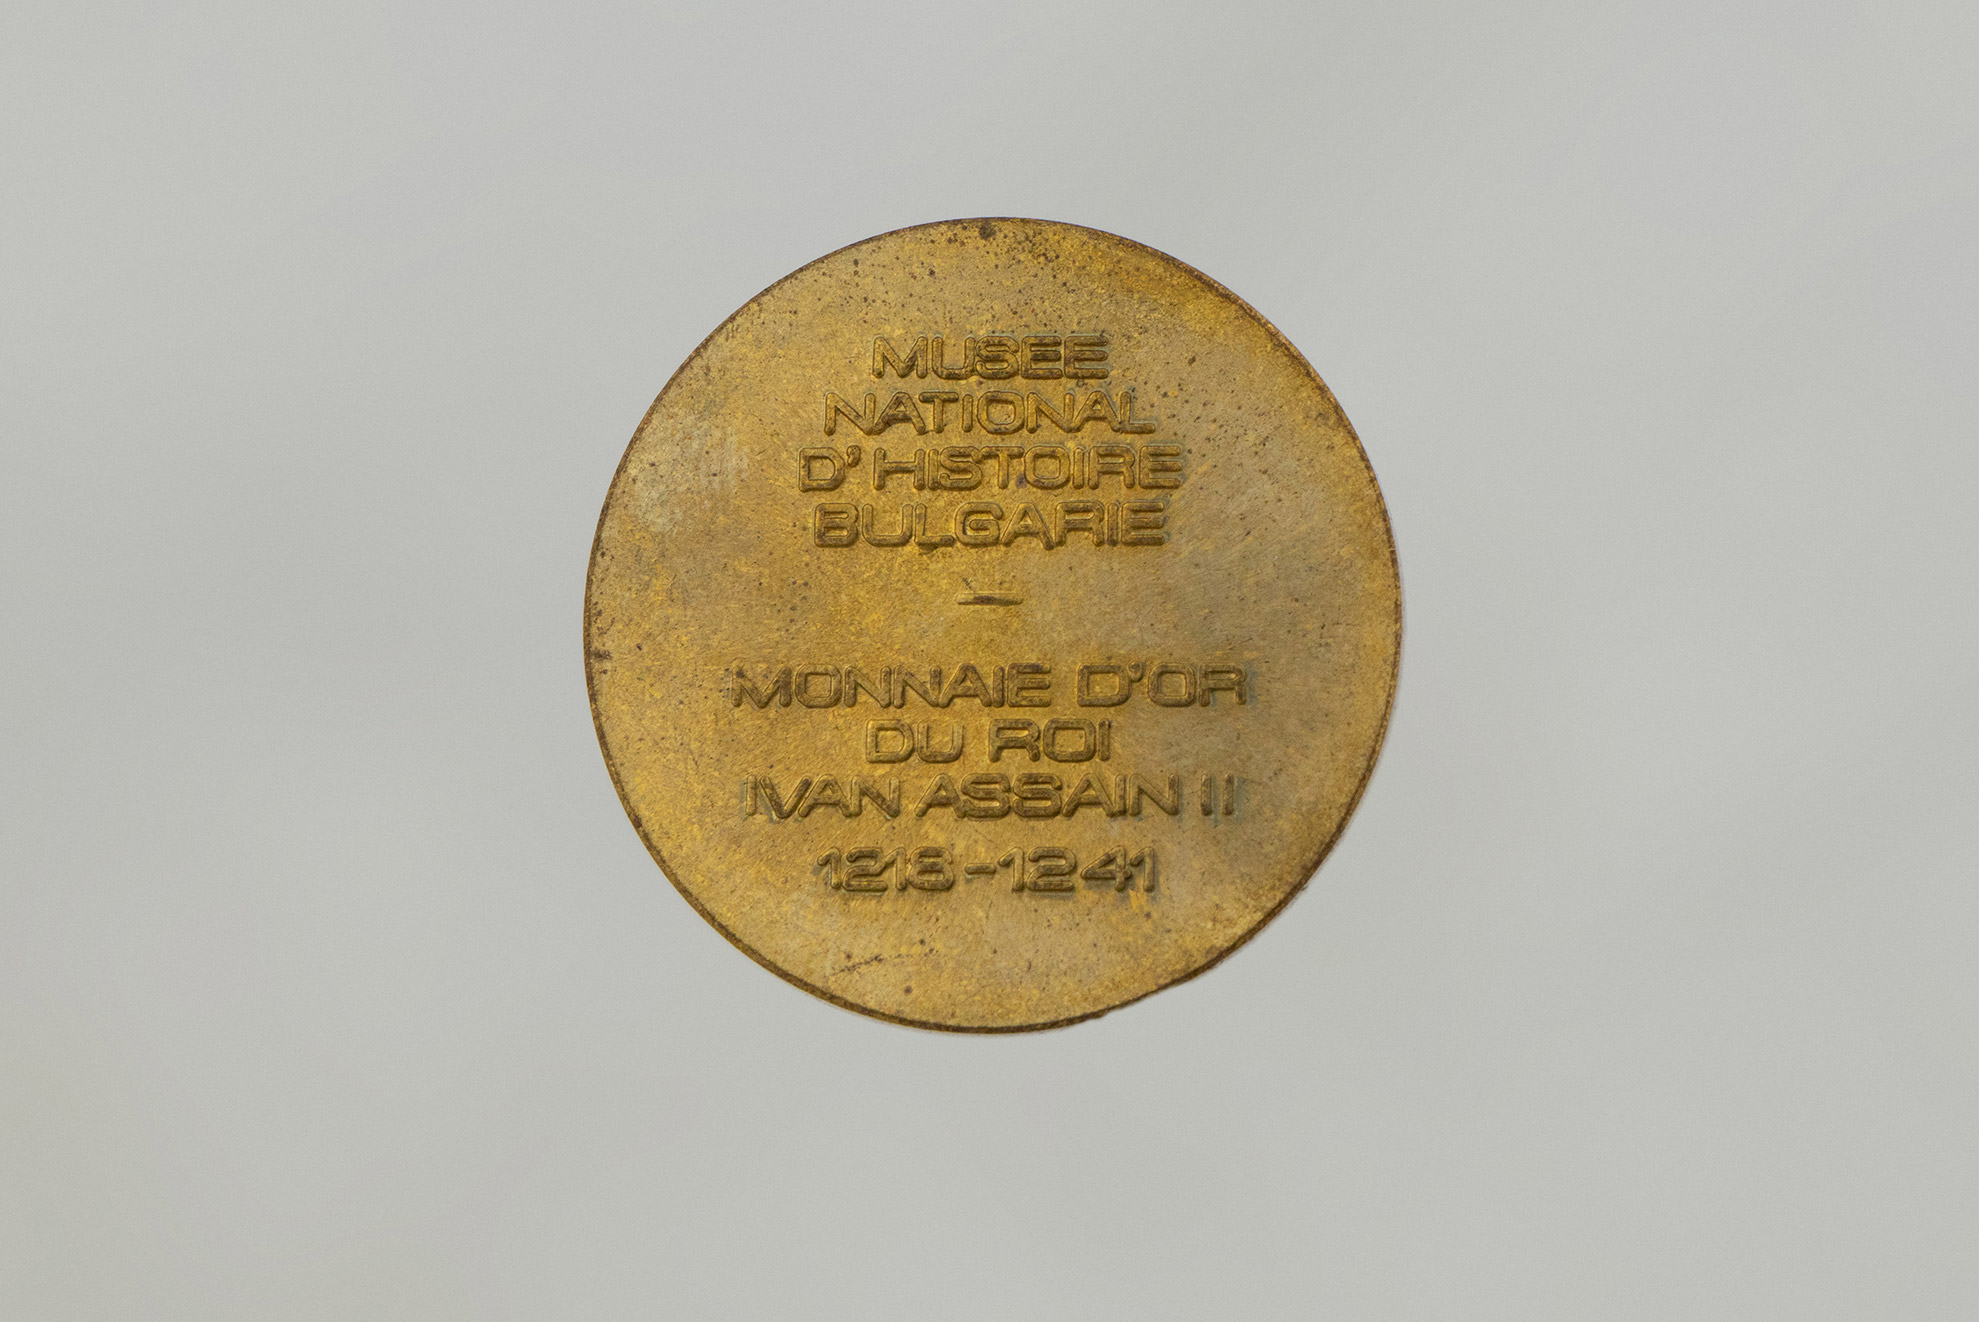 MUSEE
NATIONAL
D'HISTOIRE
BULGARIE
—
MONNAIE D'OR
DU ROI
IVAN ASSAIN II
1218-1241